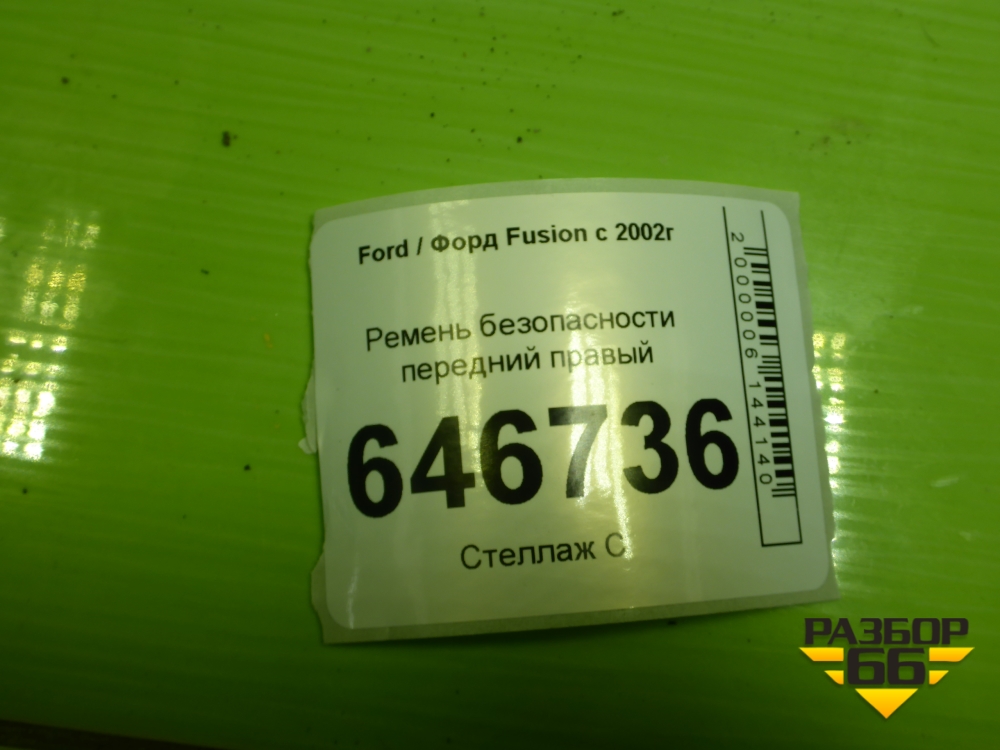 Ford / Форд Fusion с 2002г
Ремень безопасности
передний правый
646736
Стеллаж С
2000006144140
РАЗБОР
66